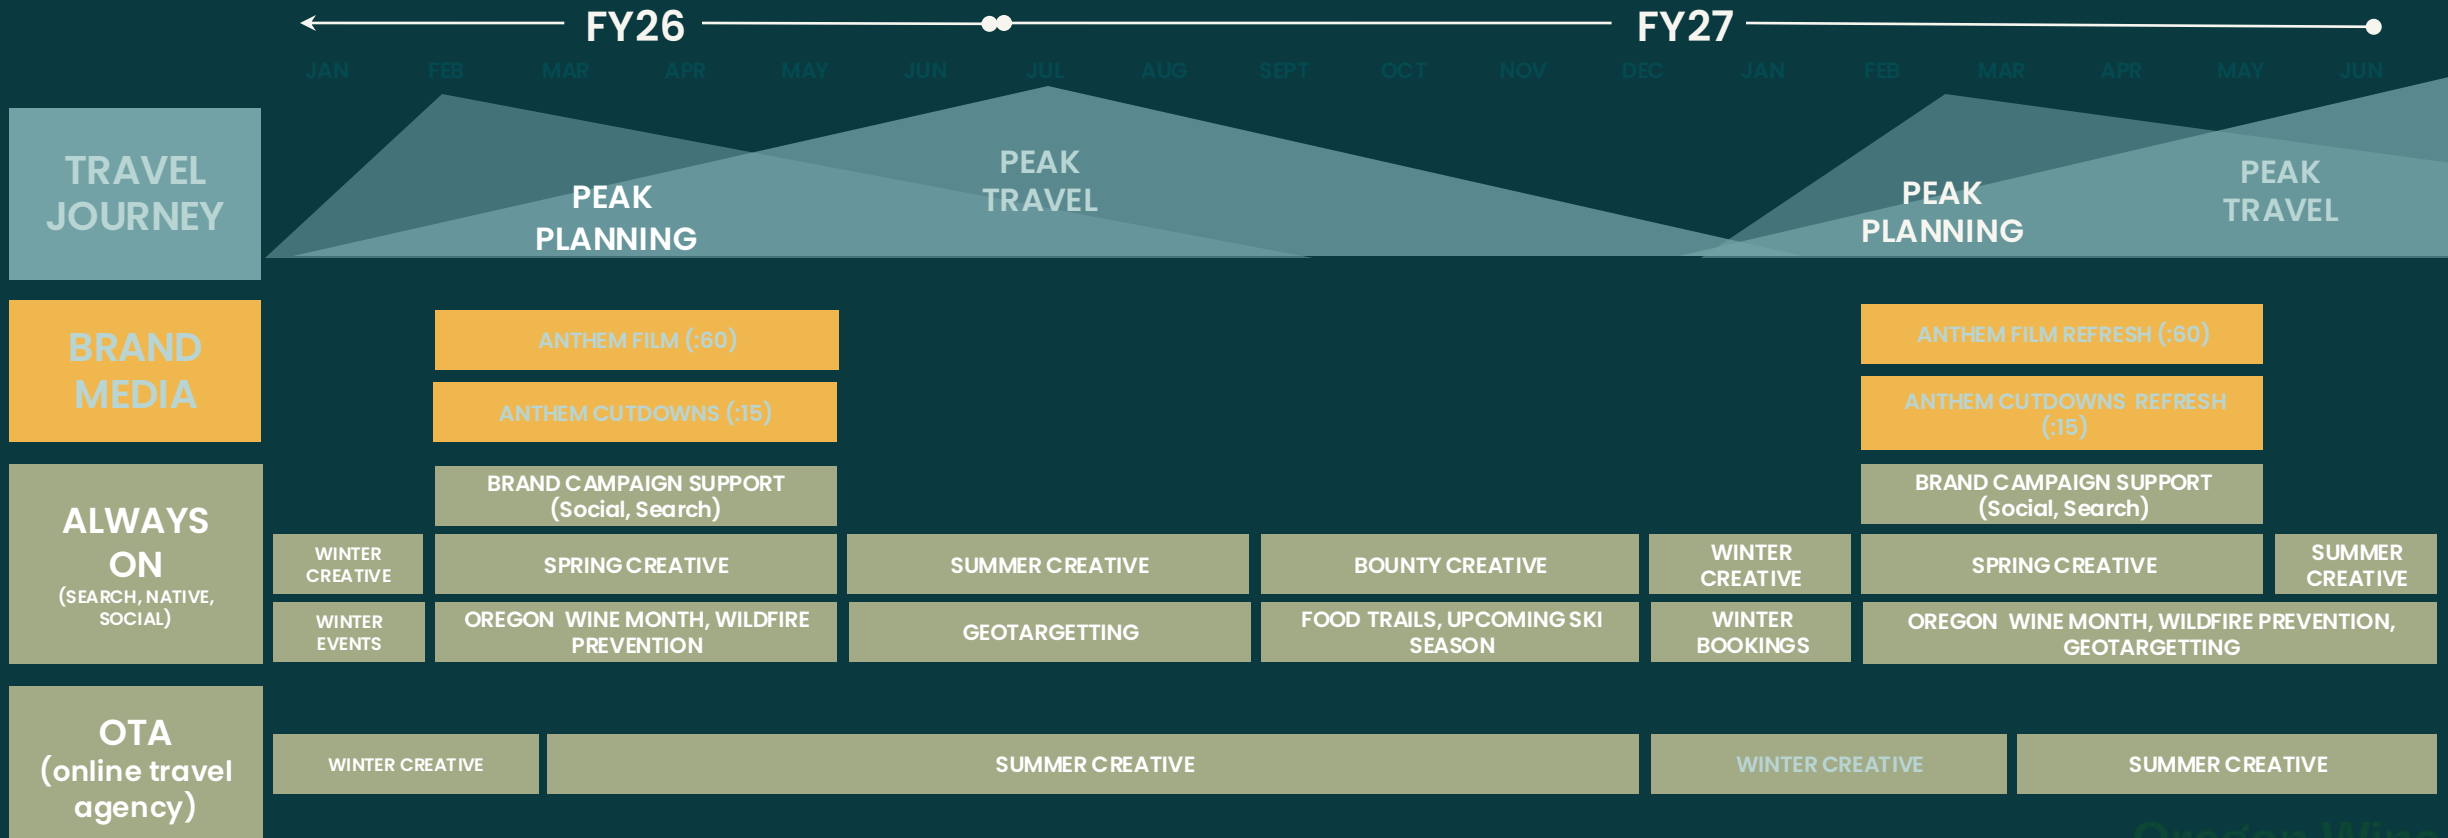 FY26
FY27
JAN FEB MAR APR MAY JUN JUL AUG SEPT OCT NOV DEC JAN FEB MAR APR MAY JUN
TRAVEL
JOURNEY
PEAK
PLANNING
PEAK
TRAVEL
PEAK
PLANNING
PEAK
TRAVEL
BRAND
MEDIA
ANTHEM FILM (:60)
ANTHEM CUTDOWNS (:15)
ANTHEM FILM REFRESH (:60)
ANTHEM CUTDOWNS REFRESH
(:15)
ALWAYS
ON
(SEARCH, NATIVE,
SOCIAL)
BRAND CAMPAIGN SUPPORT
(Social, Search)
BRAND CAMPAIGN SUPPORT
(Social, Search)
WINTER
CREATIVE
SPRING CREATIVE
SUMMER CREATIVE
BOUNTY CREATIVE
WINTER
CREATIVE
SPRING CREATIVE
SUMMER
CREATIVE
WINTER
EVENTS
OREGON WINE MONTH, WILDFIRE
PREVENTION
GEOTARGETTING
FOOD TRAILS, UPCOMING SKI
SEASON
WINTER
BOOKINGS
OREGON WINE MONTH, WILDFIRE PREVENTION,
GEOTARGETTING
OTA
(online travel
agency)
WINTER CREATIVE
SUMMER CREATIVE
WINTER CREATIVE
SUMMER CREATIVE
Oregon Wine